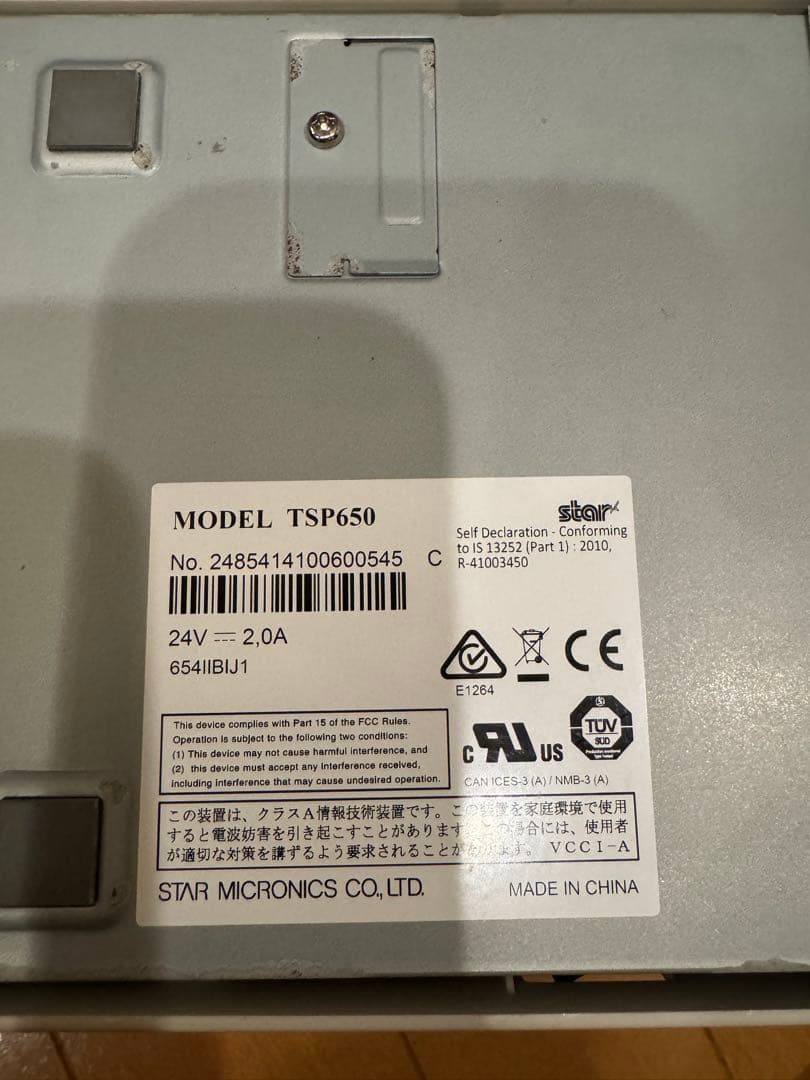 MODEL TSP650
star
No. 2485414100600545 C
Self Declaration - Conforming
to IS 13252 (Part 1) : 2010,
R-41003450
24V 2,0A
654IIBIJ1
E1264
CE
This device complies with Part 15 of the FCC Rules.
Operation is subject to the following two conditions:
(1) This device may not cause harmful interference, and
(2) this device must accept any interference received,
including interference that may cause undesired operation.
C RU US
TÜV
SÜD
CAN ICES-3 (A) / NMB-3 (A)
この装置は、クラスA情報技術装置です。この装置を家庭環境で使用
すると電波妨害を引き起こすことがあります。この場合には、使用者
が適切な対策を講ずるよう要求されることがあります。 VCCI-A
STAR MICRONICS CO., LTD.
MADE IN CHINA